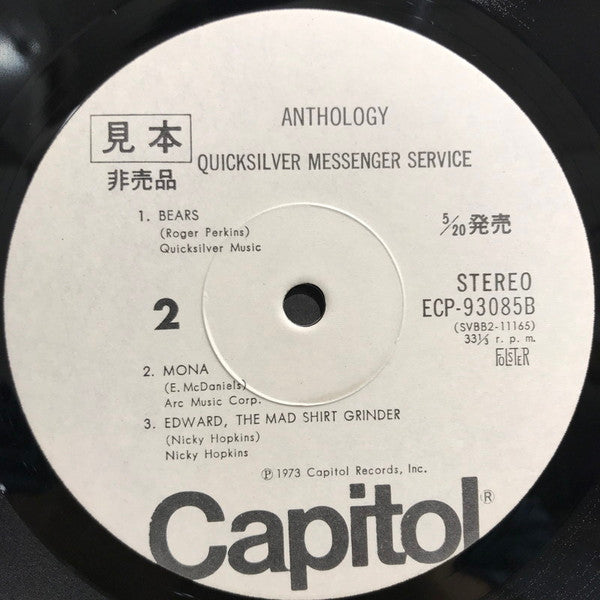 ANTHOLOGY
見本
非売品
QUICKSILVER MESSENGER SERVICE
1. BEARS
(Roger Perkins)
Quicksilver Music
5/20発売
2
STEREO
ECP-93085B
(SVBB2-11165)
33⅓ r. p. m.
FOLSTER
2. MONA
(E. McDaniels)
Arc Music Corp.
3. EDWARD, THE MAD SHIRT GRINDER
(Nicky Hopkins)
Nicky Hopkins
℗ 1973 Capitol Records, Inc.
Capitol®